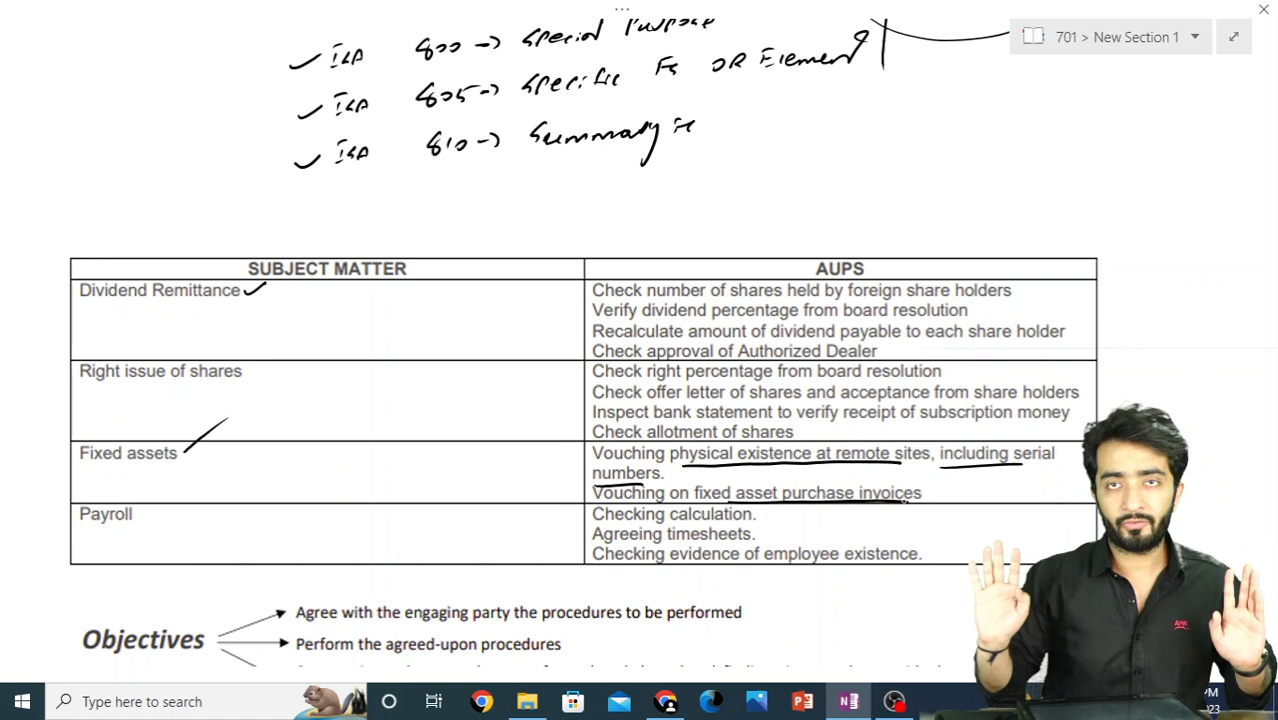 701 > New Section 1
ISA 800 → Special Purpose
ISA 805 → Specific Fs OR Element
ISA 810 → Summary
SUBJECT MATTER AUPS
Dividend Remittance Check number of shares held by foreign share holders
Verify dividend percentage from board resolution
Recalculate amount of dividend payable to each share holder
Check approval of Authorized Dealer
Right issue of shares Check right percentage from board resolution
Check offer letter of shares and acceptance from share holders
Inspect bank statement to verify receipt of subscription money
Check allotment of shares
Fixed assets Vouching physical existence at remote sites, including serial
numbers.
Vouching on fixed asset purchase invoices
Payroll Checking calculation.
Agreeing timesheets.
Checking evidence of employee existence.
Agree with the engaging party the procedures to be performed
Objectives
Perform the agreed-upon procedures
Type here to search
PM
023